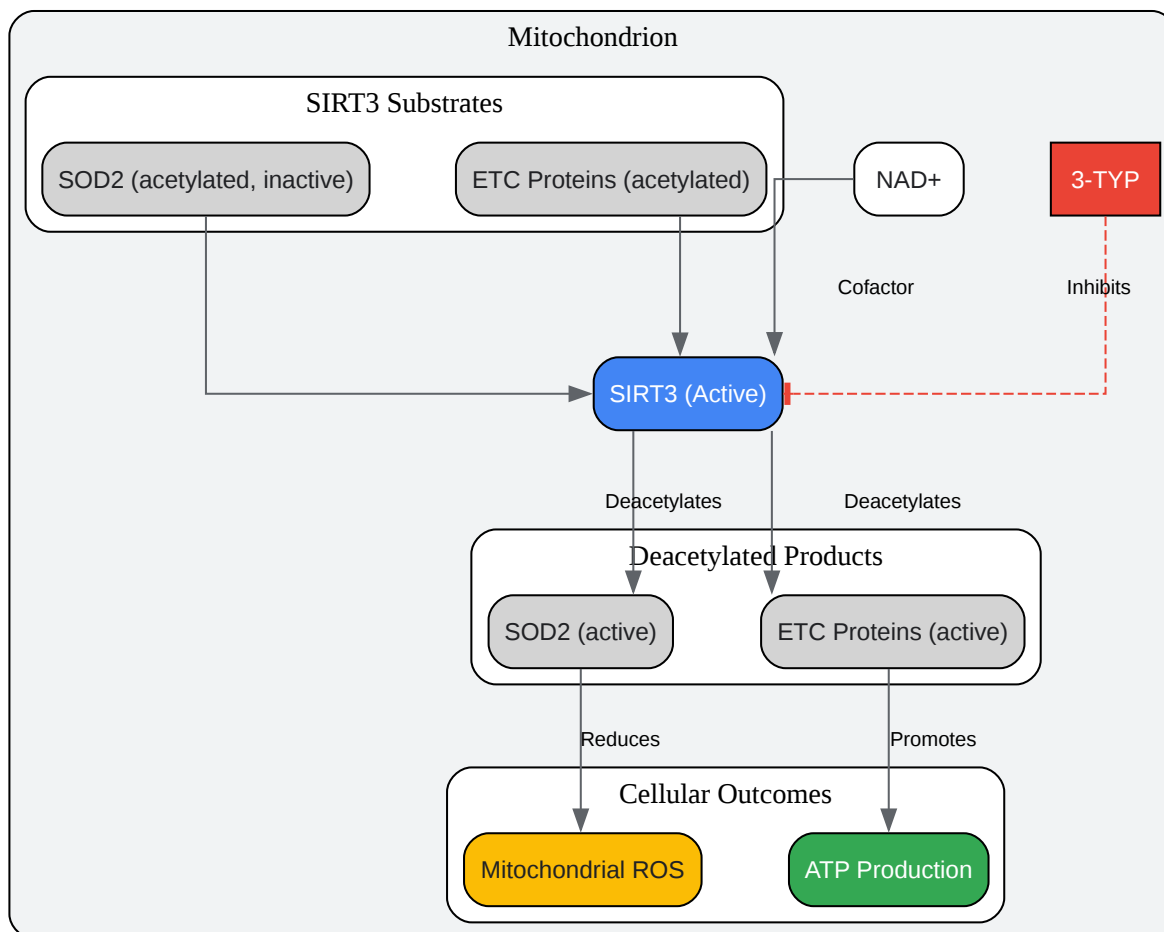 Mitochondrion
SIRT3 Substrates
SOD2 (acetylated, inactive)
ETC Proteins (acetylated)
NAD+
3-TYP
Cofactor
Inhibits
SIRT3 (Active)
Deacetylates
Deacetylates
Deacetylated Products
SOD2 (active)
ETC Proteins (active)
Reduces
Promotes
Cellular Outcomes
Mitochondrial ROS
ATP Production